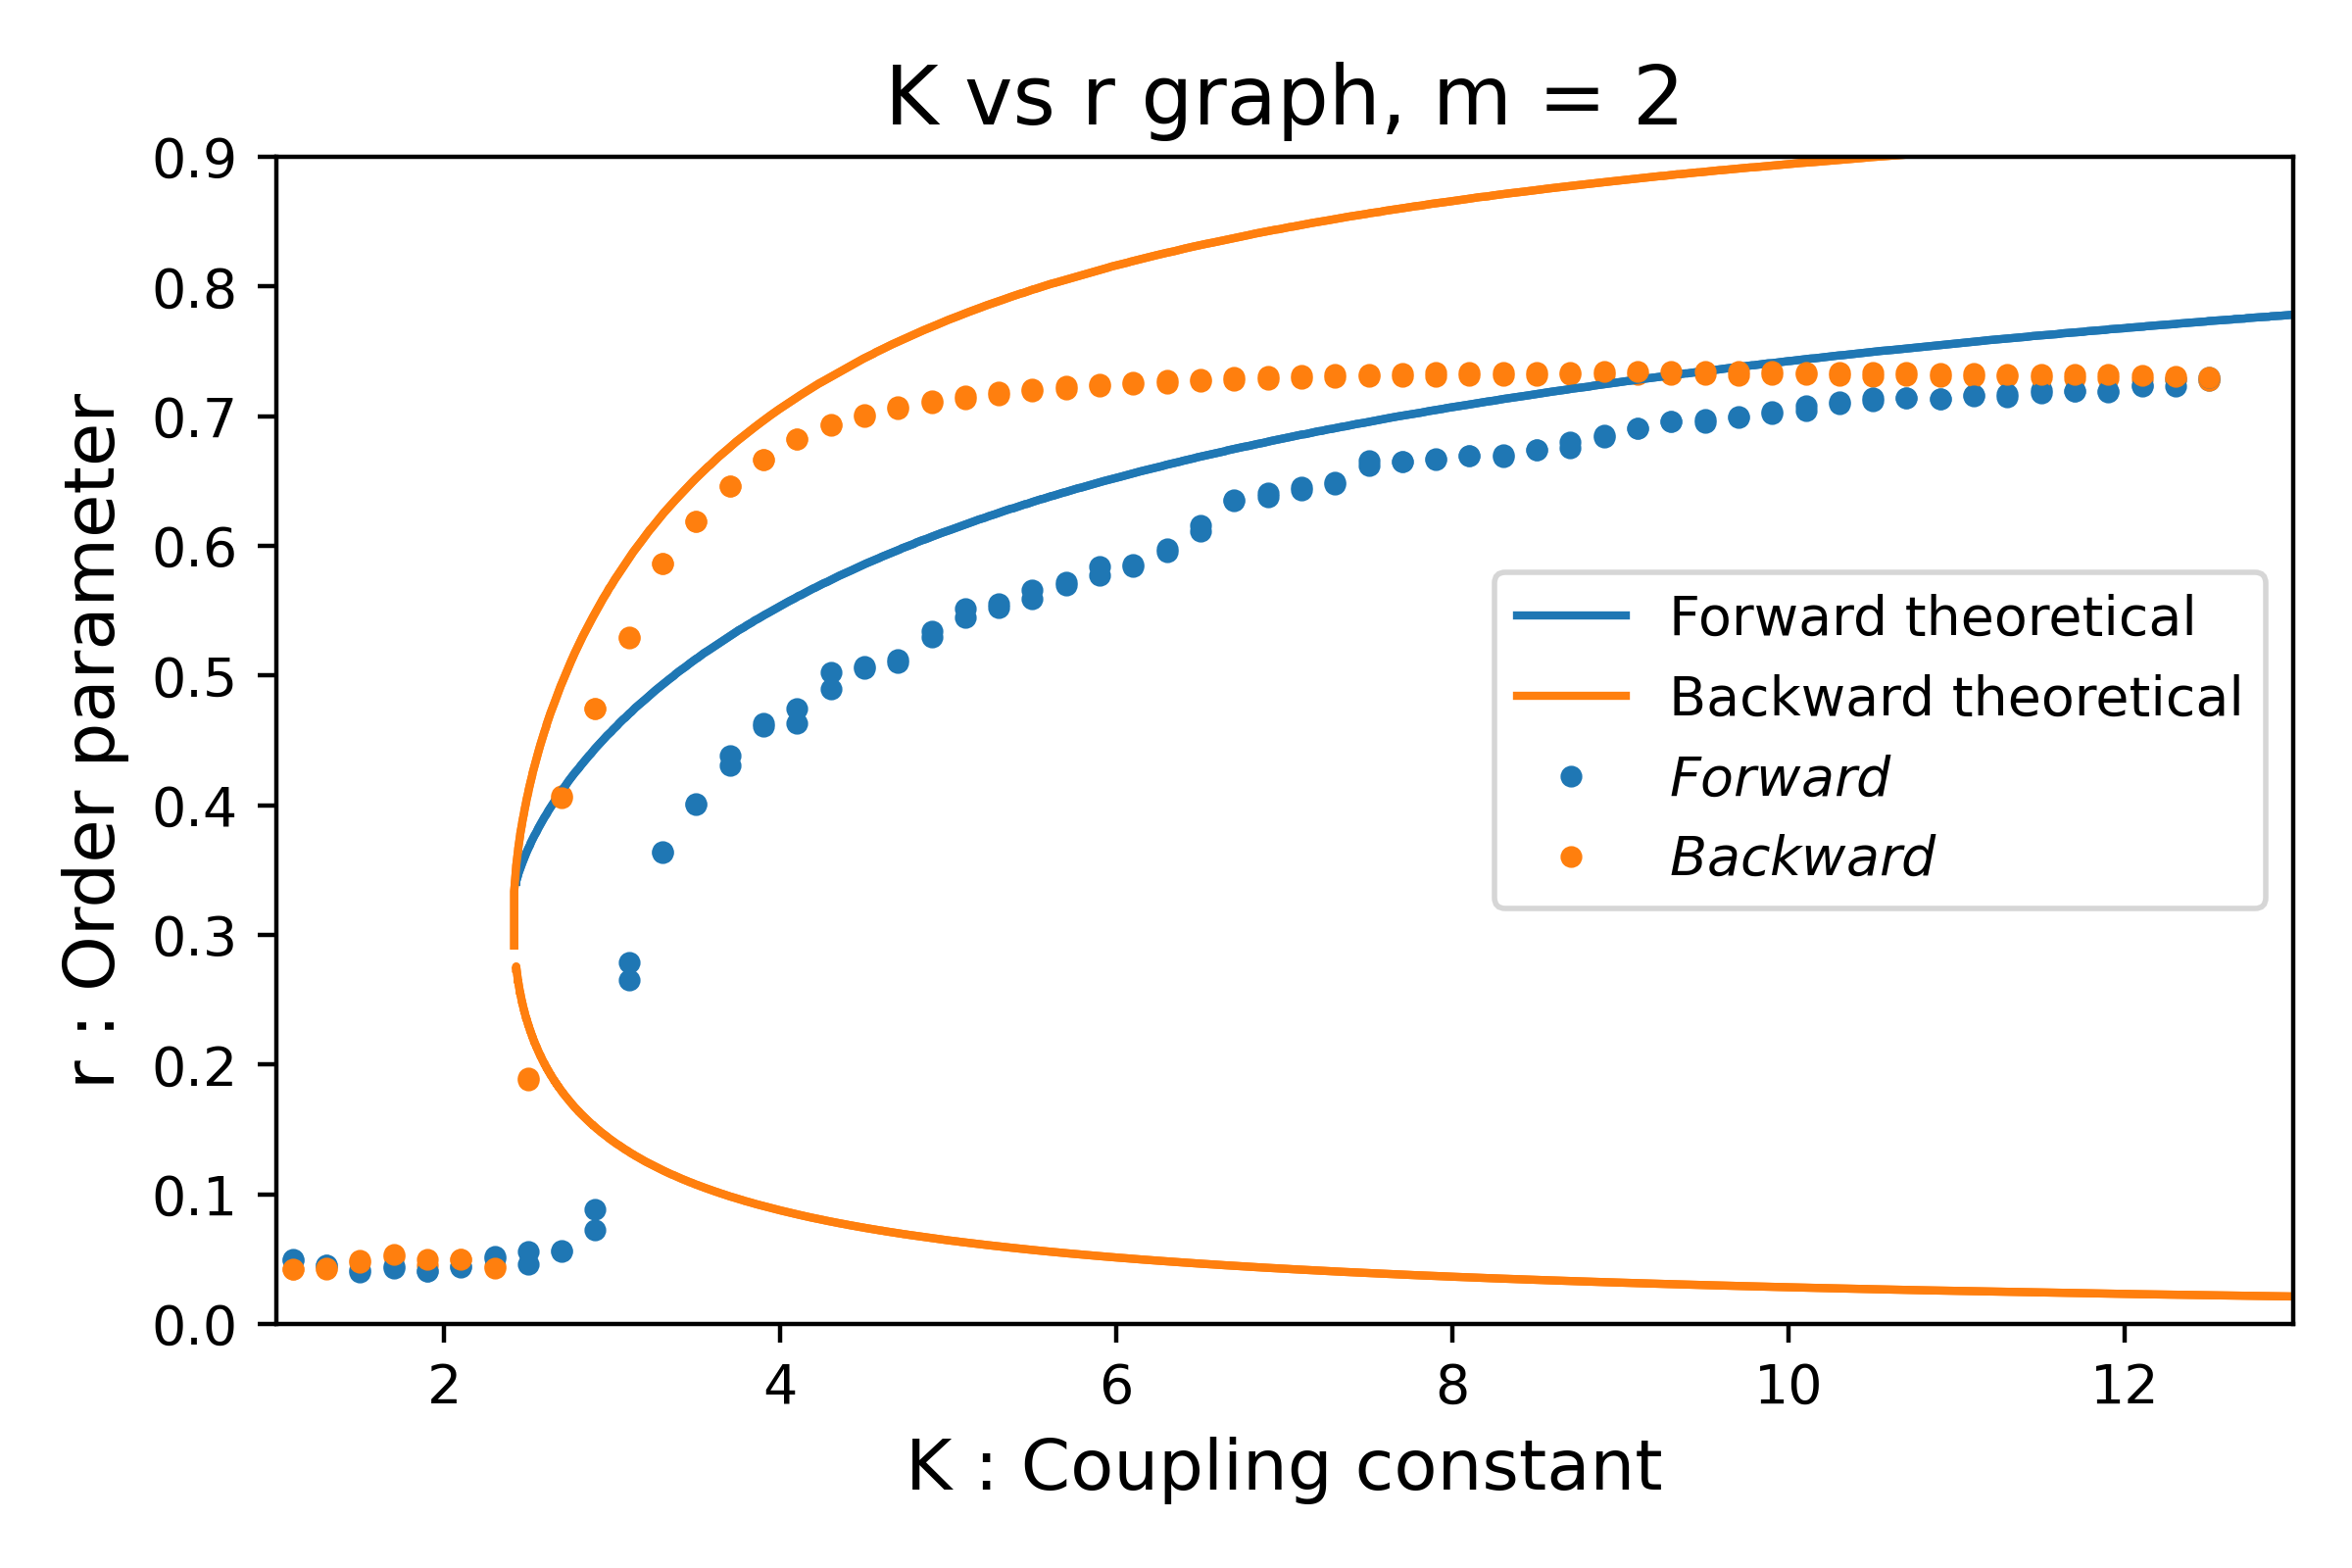 K vs r graph, m = 2
r : Order parameter
0.9
0.8
0.7
0.6
0.5
0.4
0.3
0.2
0.1
0.0
Forward theoretical
Backward theoretical
Forward
Backward
2 4 6 8 10 12
K : Coupling constant